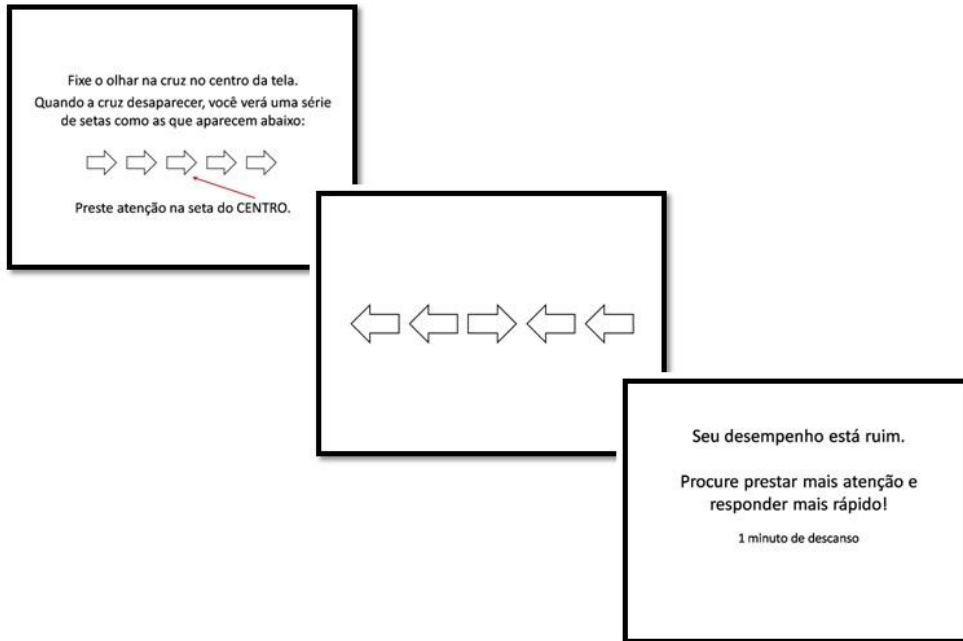 Fixe o olhar na cruz no centro da tela.
Quando a cruz desaparecer, você verá uma série
de setas como as que aparecem abaixo:
Preste atenção na seta do CENTRO.
Seu desempenho está ruim.
Procure prestar mais atenção e
responder mais rápido!
1 minuto de descanso